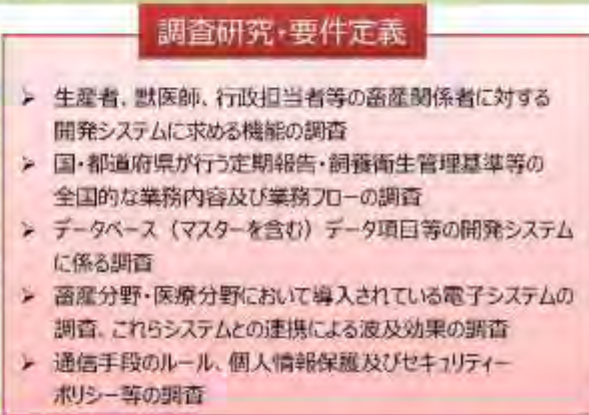 調査研究・要件定義
➢ 生産者、獣医師、行政担当者等の畜産関係者に対する
開発システムに求める機能の調査
➢ 国・都道府県が行う定期報告・飼養衛生管理基準等の
全国的な業務内容及び業務フローの調査
➢ データベース（マスターを含む）データ項目等の開発システム
に係る調査
➢ 畜産分野・医療分野において導入されている電子システムの
調査、これらシステムとの連携による波及効果の調査
➢ 通信手段のルール、個人情報保護及びセキュリティー
ポリシー等の調査